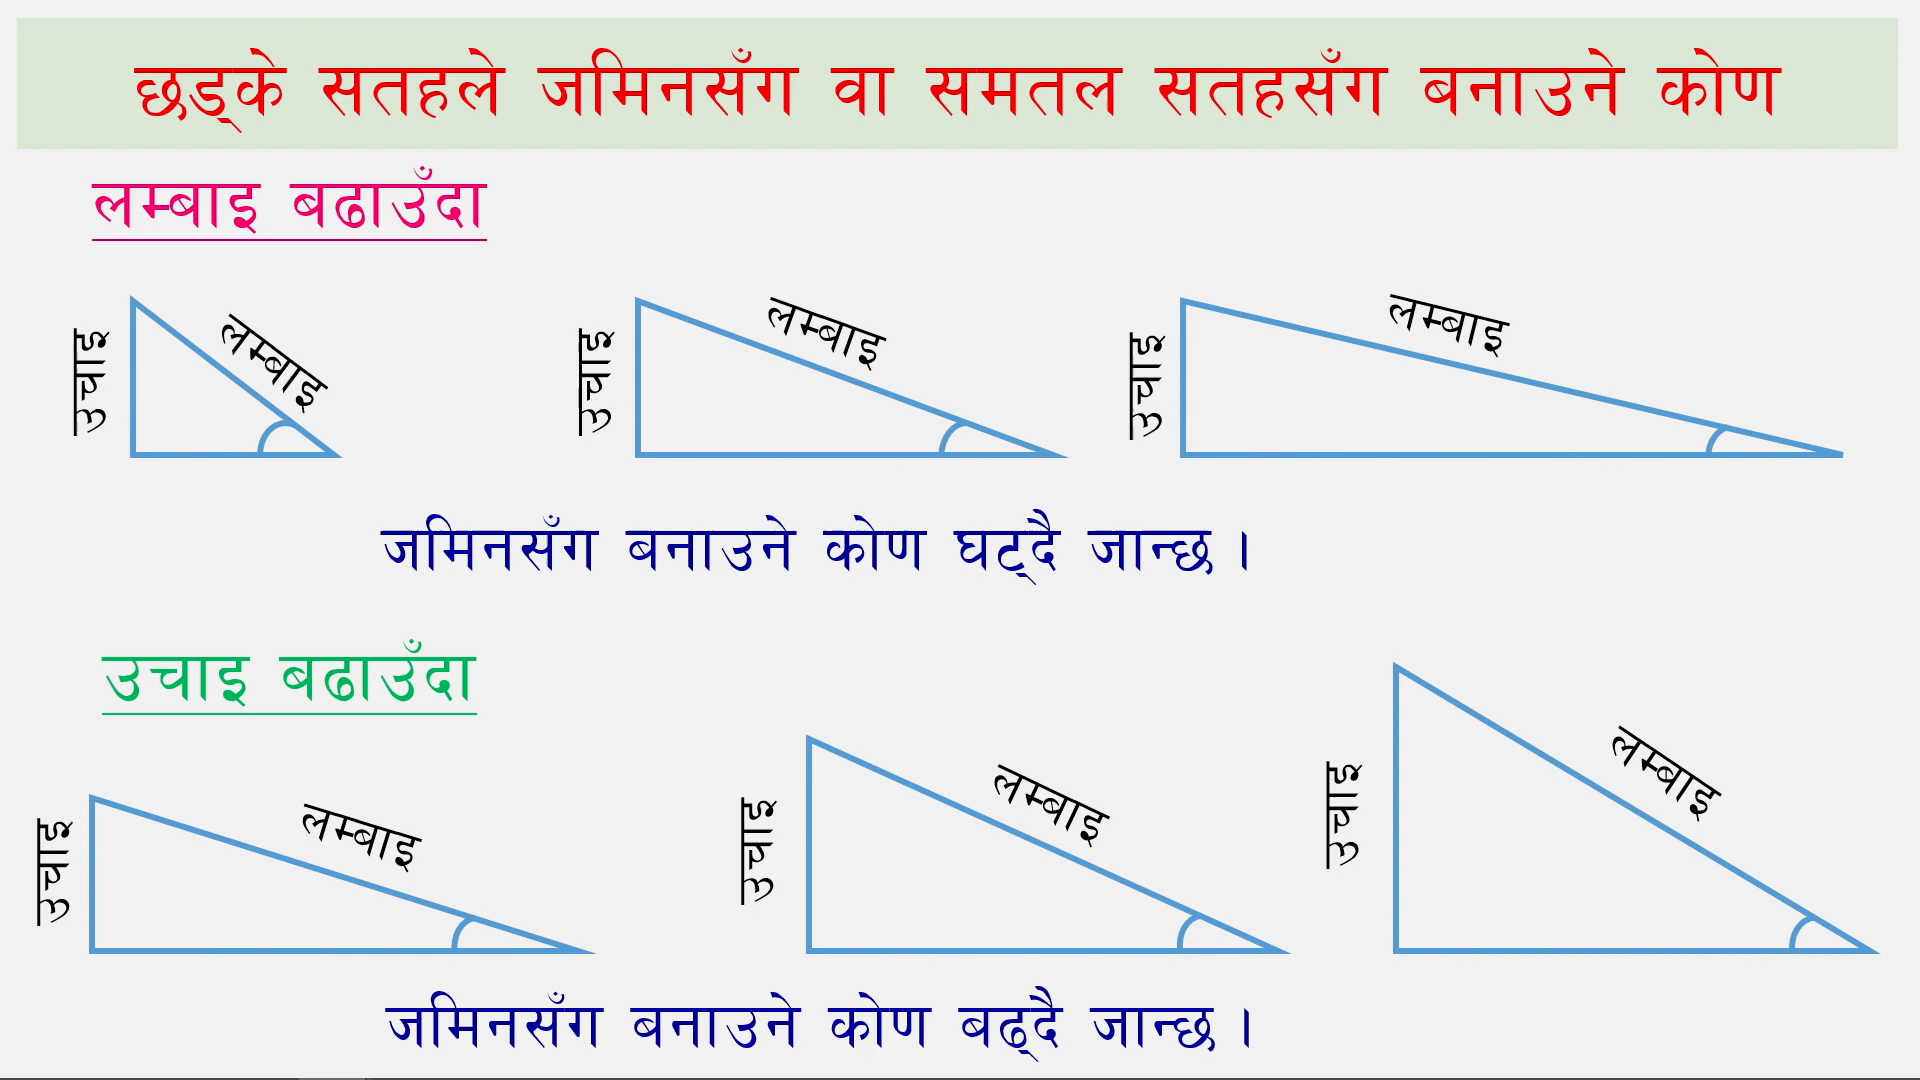 छड्के सतहले जमिनसँग वा समतल सतहसँग बनाउने कोण
लम्बाइ बढाउँदा
उचाइ
लम्बाइ
उचाइ
लम्बाइ
उचाइ
लम्बाइ
जमिनसँग बनाउने कोण घट्दै जान्छ ।
उचाइ बढाउँदा
उचाइ
लम्बाइ
उचाइ
लम्बाइ
उचाइ
लम्बाइ
जमिनसँग बनाउने कोण बढ्दै जान्छ ।